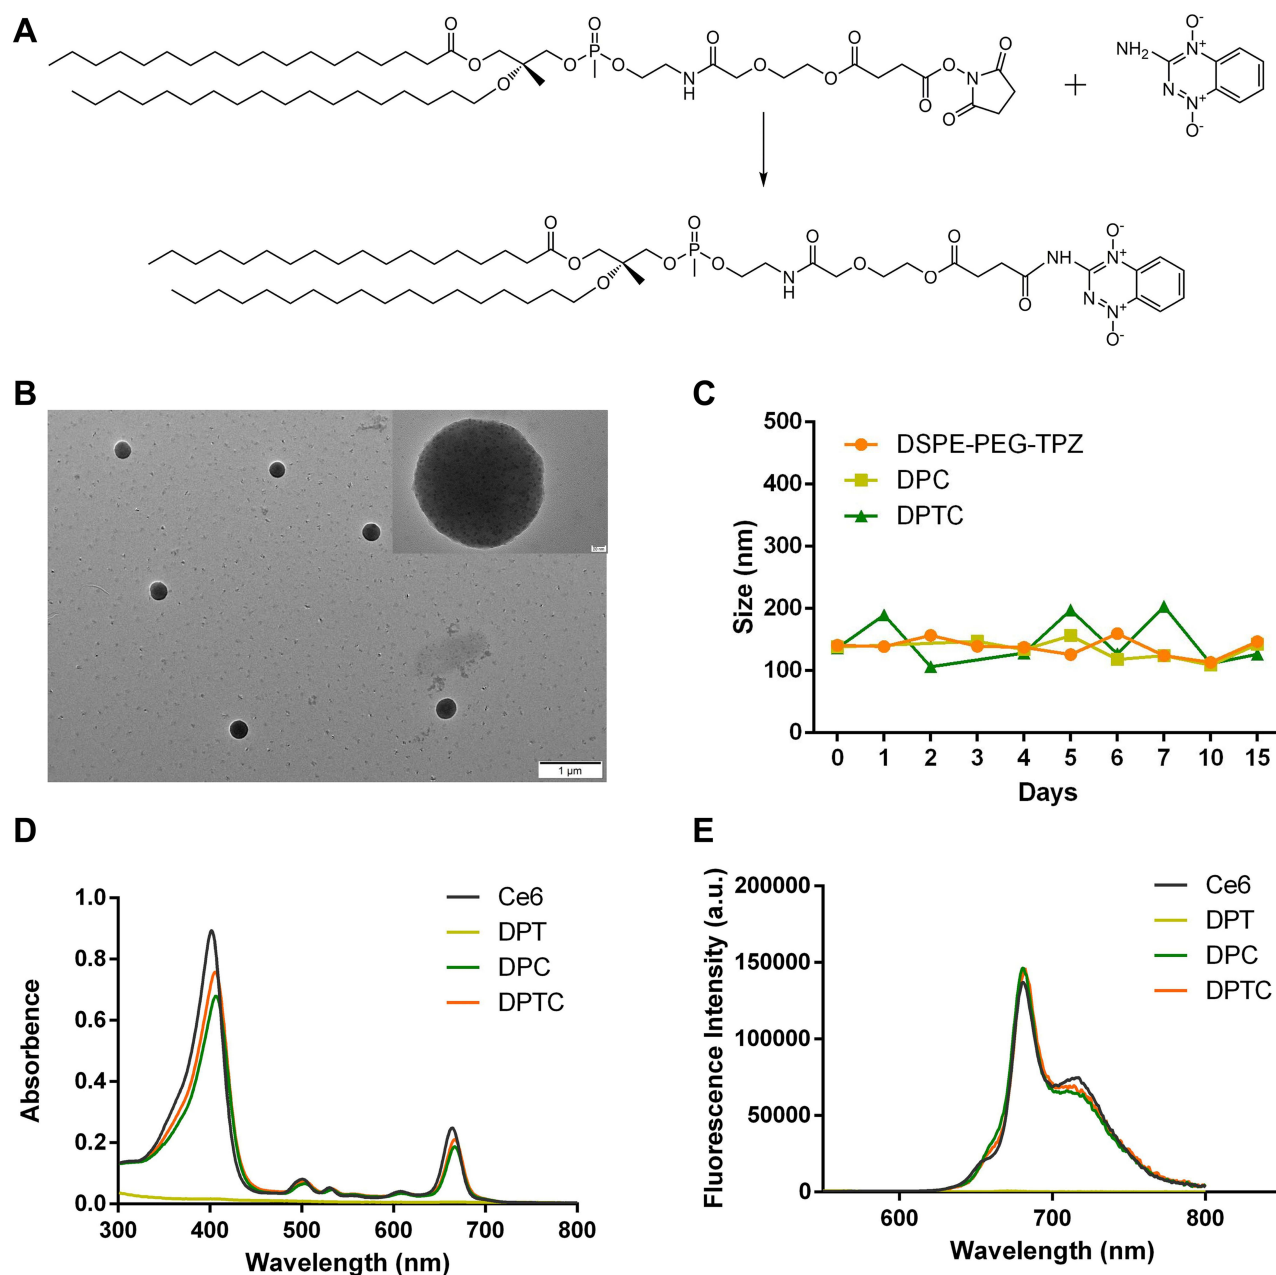 A
O
O
P
O
O
O
O
N
H
O
O
O
O
O
O
N
O
O
O
+
NH2
O-
N+
N
N+
O-
O
O
P
O
O
O
O
N
H
O
O
O
O
O
NH
O-
N+
N
N+
O-
B
1 µm
C
500
400
300
200
100
0
Size (nm)
DSPE-PEG-TPZ
DPC
DPTC
0 1 2 3 4 5 6 7 10 15
Days
D
1.0
0.8
0.6
0.4
0.2
0.0
Absorbence
Ce6
DPT
DPC
DPTC
300 400 500 600 700 800
Wavelength (nm)
E
200000
150000
100000
50000
0
Fluorescence Intensity (a.u.)
Ce6
DPT
DPC
DPTC
600 700 800
Wavelength (nm)